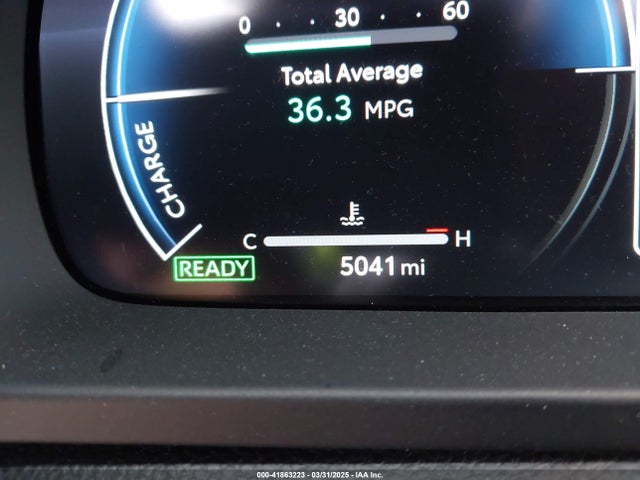 0 30 60
Total Average
36.3 MPG
CHARGE
C H
READY 5041 mi
000-41863223 - 03/31/2025 - IAA Inc.